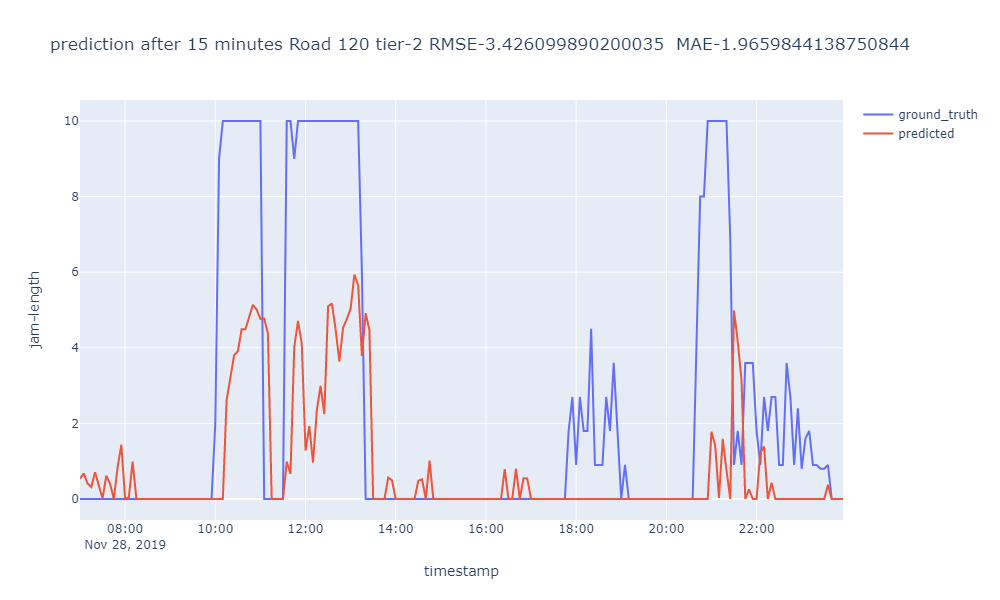 prediction after 15 minutes Road 120 tier-2 RMSE-3.426099890200035  MAE-1.9659844138750844
ground_truth
predicted
10
8
6
4
2
0
jam-length
08:00 10:00 12:00 14:00 16:00 18:00 20:00 22:00
Nov 28, 2019
timestamp